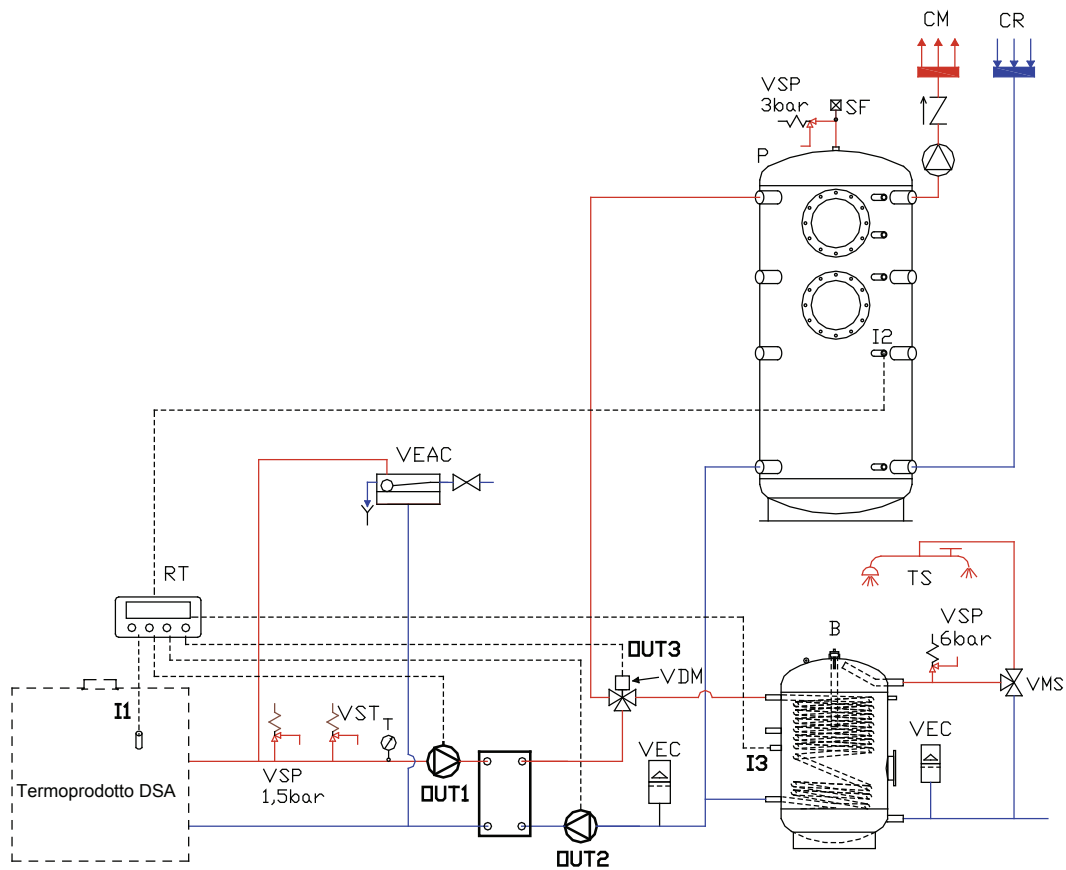 CM
CR
VSP
3bar
SF
P
I2
VEAC
RT
TS
VSP
6bar
B
OUT3
VDM
VMS
I1
VST
T
VEC
VEC
I3
VSP
1,5bar
Termoprodotto DSA
OUT1
OUT2